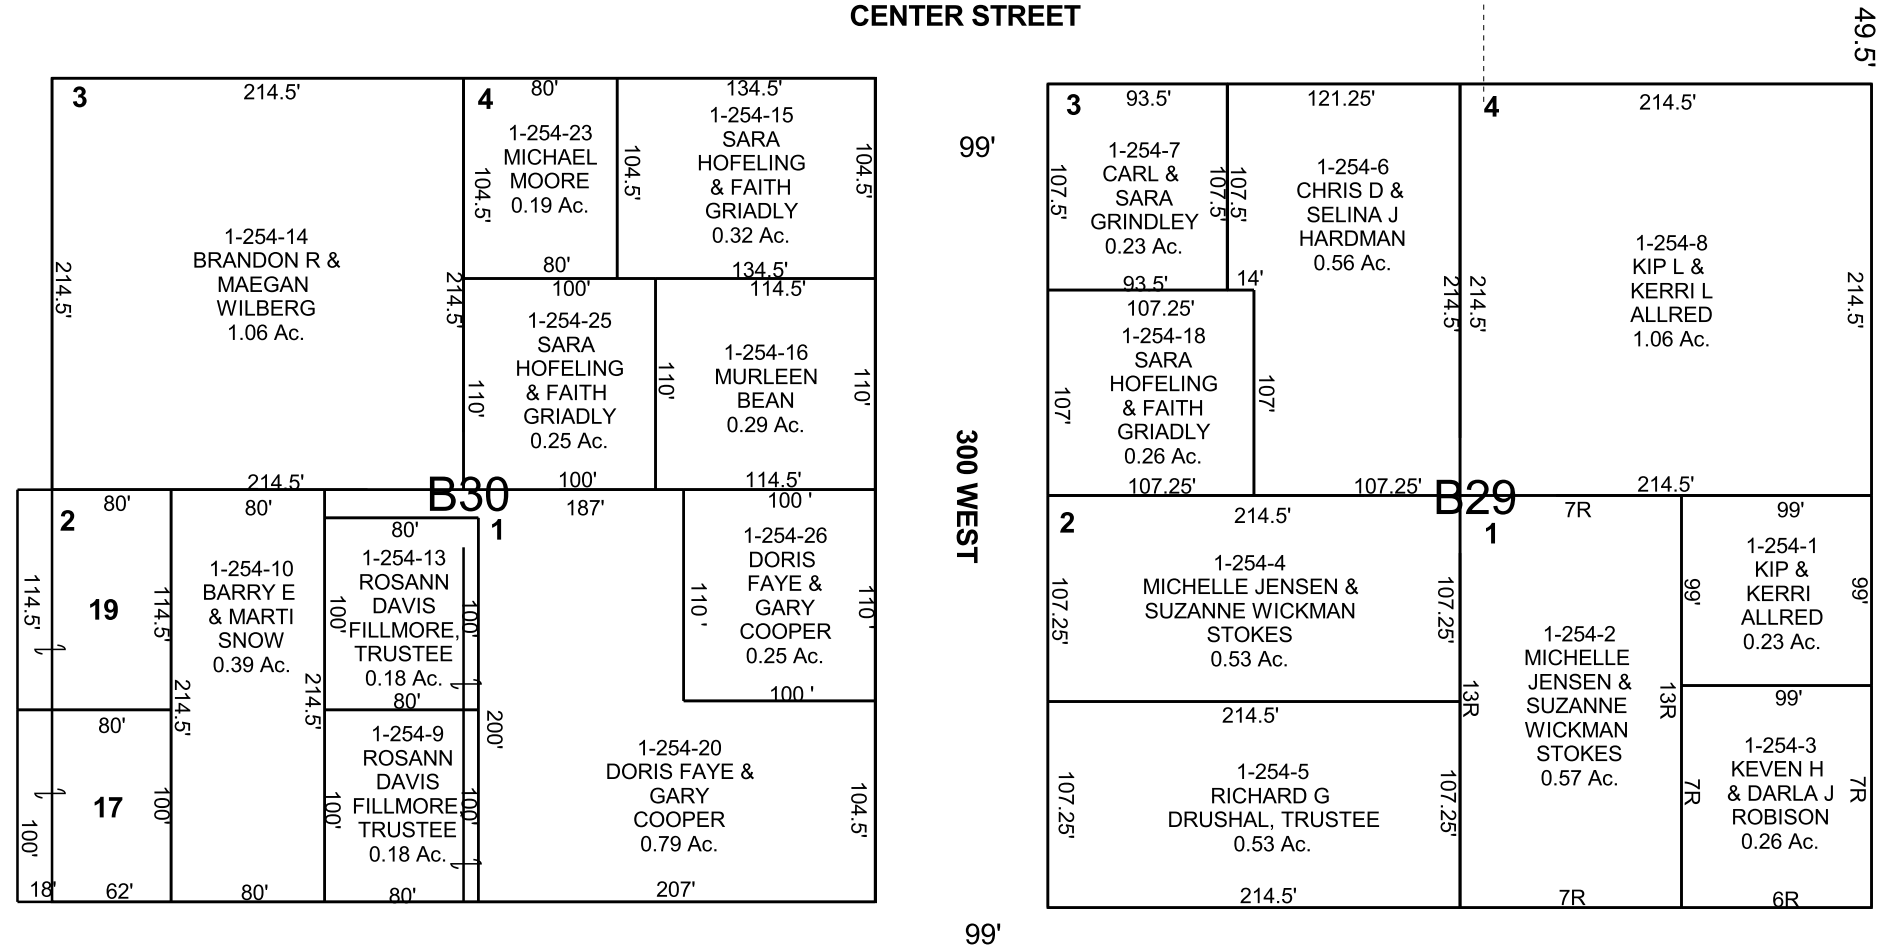 CENTER STREET
49.5'
3
214.5'
1-254-14
BRANDON R &
MAEGAN
WILBERG
1.06 Ac.
214.5'
214.5'
214.5'
4
80'
1-254-23
MICHAEL
MOORE
0.19 Ac.
104.5'
104.5'
80'
134.5'
1-254-15
SARA
HOFELING
& FAITH
GRIADLY
0.32 Ac.
104.5'
134.5'
100'
1-254-25
SARA
HOFELING
& FAITH
GRIADLY
0.25 Ac.
110'
110'
100'
114.5'
1-254-16
MURLEEN
BEAN
0.29 Ac.
110'
114.5'
B30
2
80'
114.5'
19
114.5'
80'
17
100'
100'
18'
62'
80'
1-254-10
BARRY E
& MARTI
SNOW
0.39 Ac.
214.5'
214.5'
80'
80'
1-254-13
ROSANN
DAVIS
FILLMORE,
TRUSTEE
0.18 Ac.
100'
100'
80'
1-254-9
ROSANN
DAVIS
FILLMORE,
TRUSTEE
0.18 Ac.
100'
100'
80'
1
187'
200'
1-254-20
DORIS FAYE &
GARY
COOPER
0.79 Ac.
104.5'
207'
100 '
1-254-26
DORIS
FAYE &
GARY
COOPER
0.25 Ac.
110 '
110 '
100 '
99'
300 WEST
99'
3
93.5'
1-254-7
CARL &
SARA
GRINDLEY
0.23 Ac.
107.5'
107.5'
93.5'
121.25'
107.5'
1-254-6
CHRIS D &
SELINA J
HARDMAN
0.56 Ac.
14'
214.5'
107.25'
1-254-18
SARA
HOFELING
& FAITH
GRIADLY
0.26 Ac.
107'
107'
107.25'
107.25'
4
214.5'
1-254-8
KIP L &
KERRI L
ALLRED
1.06 Ac.
214.5'
214.5'
214.5'
B29
2
214.5'
1-254-4
MICHELLE JENSEN &
SUZANNE WICKMAN
STOKES
0.53 Ac.
107.25'
107.25'
214.5'
1-254-5
RICHARD G
DRUSHAL, TRUSTEE
0.53 Ac.
107.25'
107.25'
214.5'
1
7R
1-254-2
MICHELLE
JENSEN &
SUZANNE
WICKMAN
STOKES
0.57 Ac.
13R
13R
7R
99'
1-254-1
KIP &
KERRI
ALLRED
0.23 Ac.
99'
99'
99'
1-254-3
KEVEN H
& DARLA J
ROBISON
0.26 Ac.
7R
7R
6R